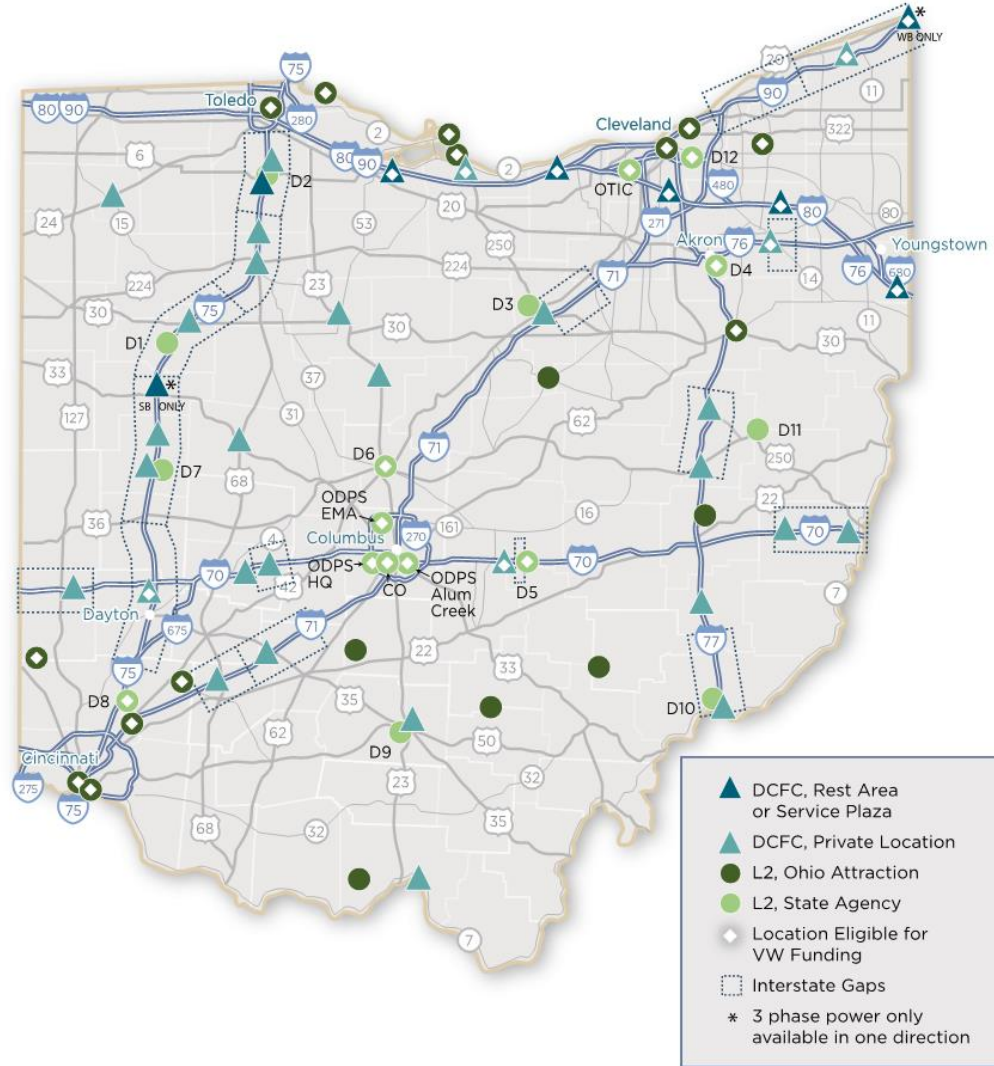 *
WB ONLY
75
20
90
11
Toledo
80 90
280
2
Cleveland
322
6
80
90
D12
2
D2
OTIC
480
24
15
53
20
271
80
80
250
Akron
76
Youngstown
224
71
D4
76
680
224
23
14
30
75
D3
30
11
D1
30
33
*
37
SB ONLY
127
31
62
D11
71
250
D6
D7
68
ODPS
EMA
22
36
161
16
Columbus
270
4
70
70
70
ODPS
HQ
42
CO
ODPS
Alum
Creek
D5
7
Dayton
675
71
77
22
33
75
35
D8
D10
62
D9
50
Cincinnati
23
32
275
75
68
32
35
7
DCFC, Rest Area
or Service Plaza
DCFC, Private Location
L2, Ohio Attraction
L2, State Agency
Location Eligible for
VW Funding
Interstate Gaps
* 3 phase power only
available in one direction